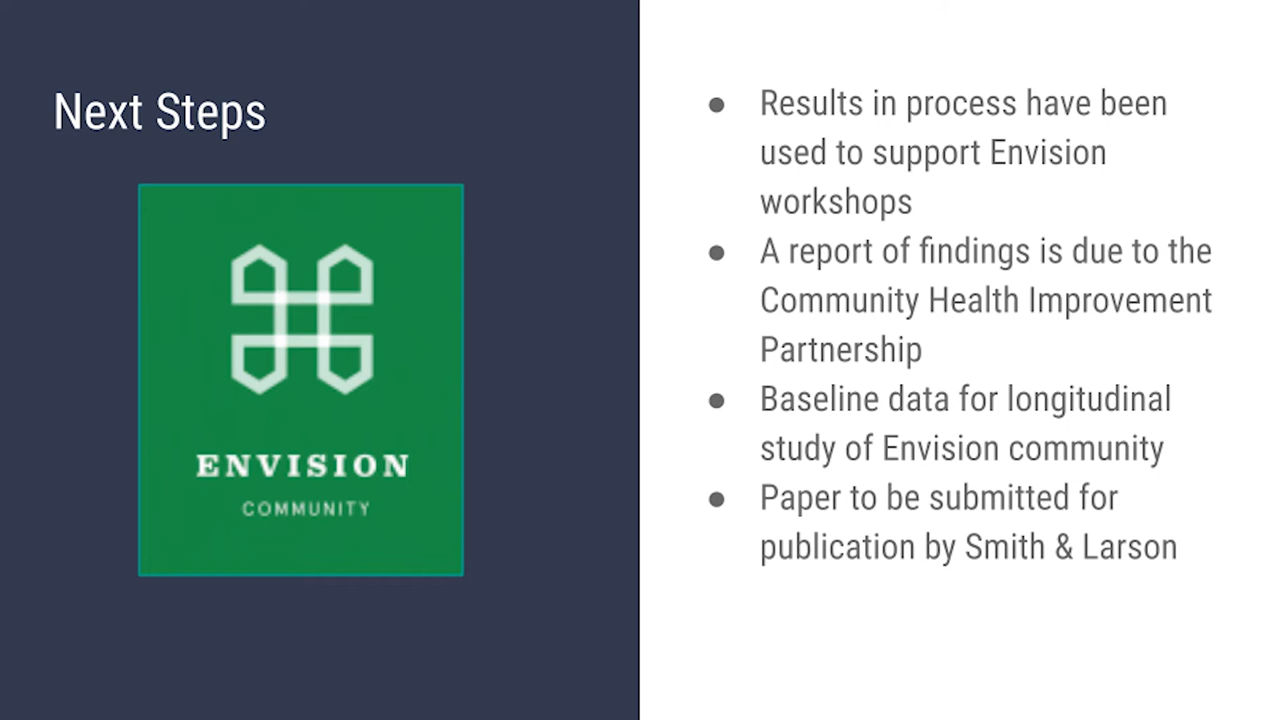 Next Steps
ENVISION
COMMUNITY
● Results in process have been
used to support Envision
workshops
● A report of findings is due to the
Community Health Improvement
Partnership
● Baseline data for longitudinal
study of Envision community
● Paper to be submitted for
publication by Smith & Larson